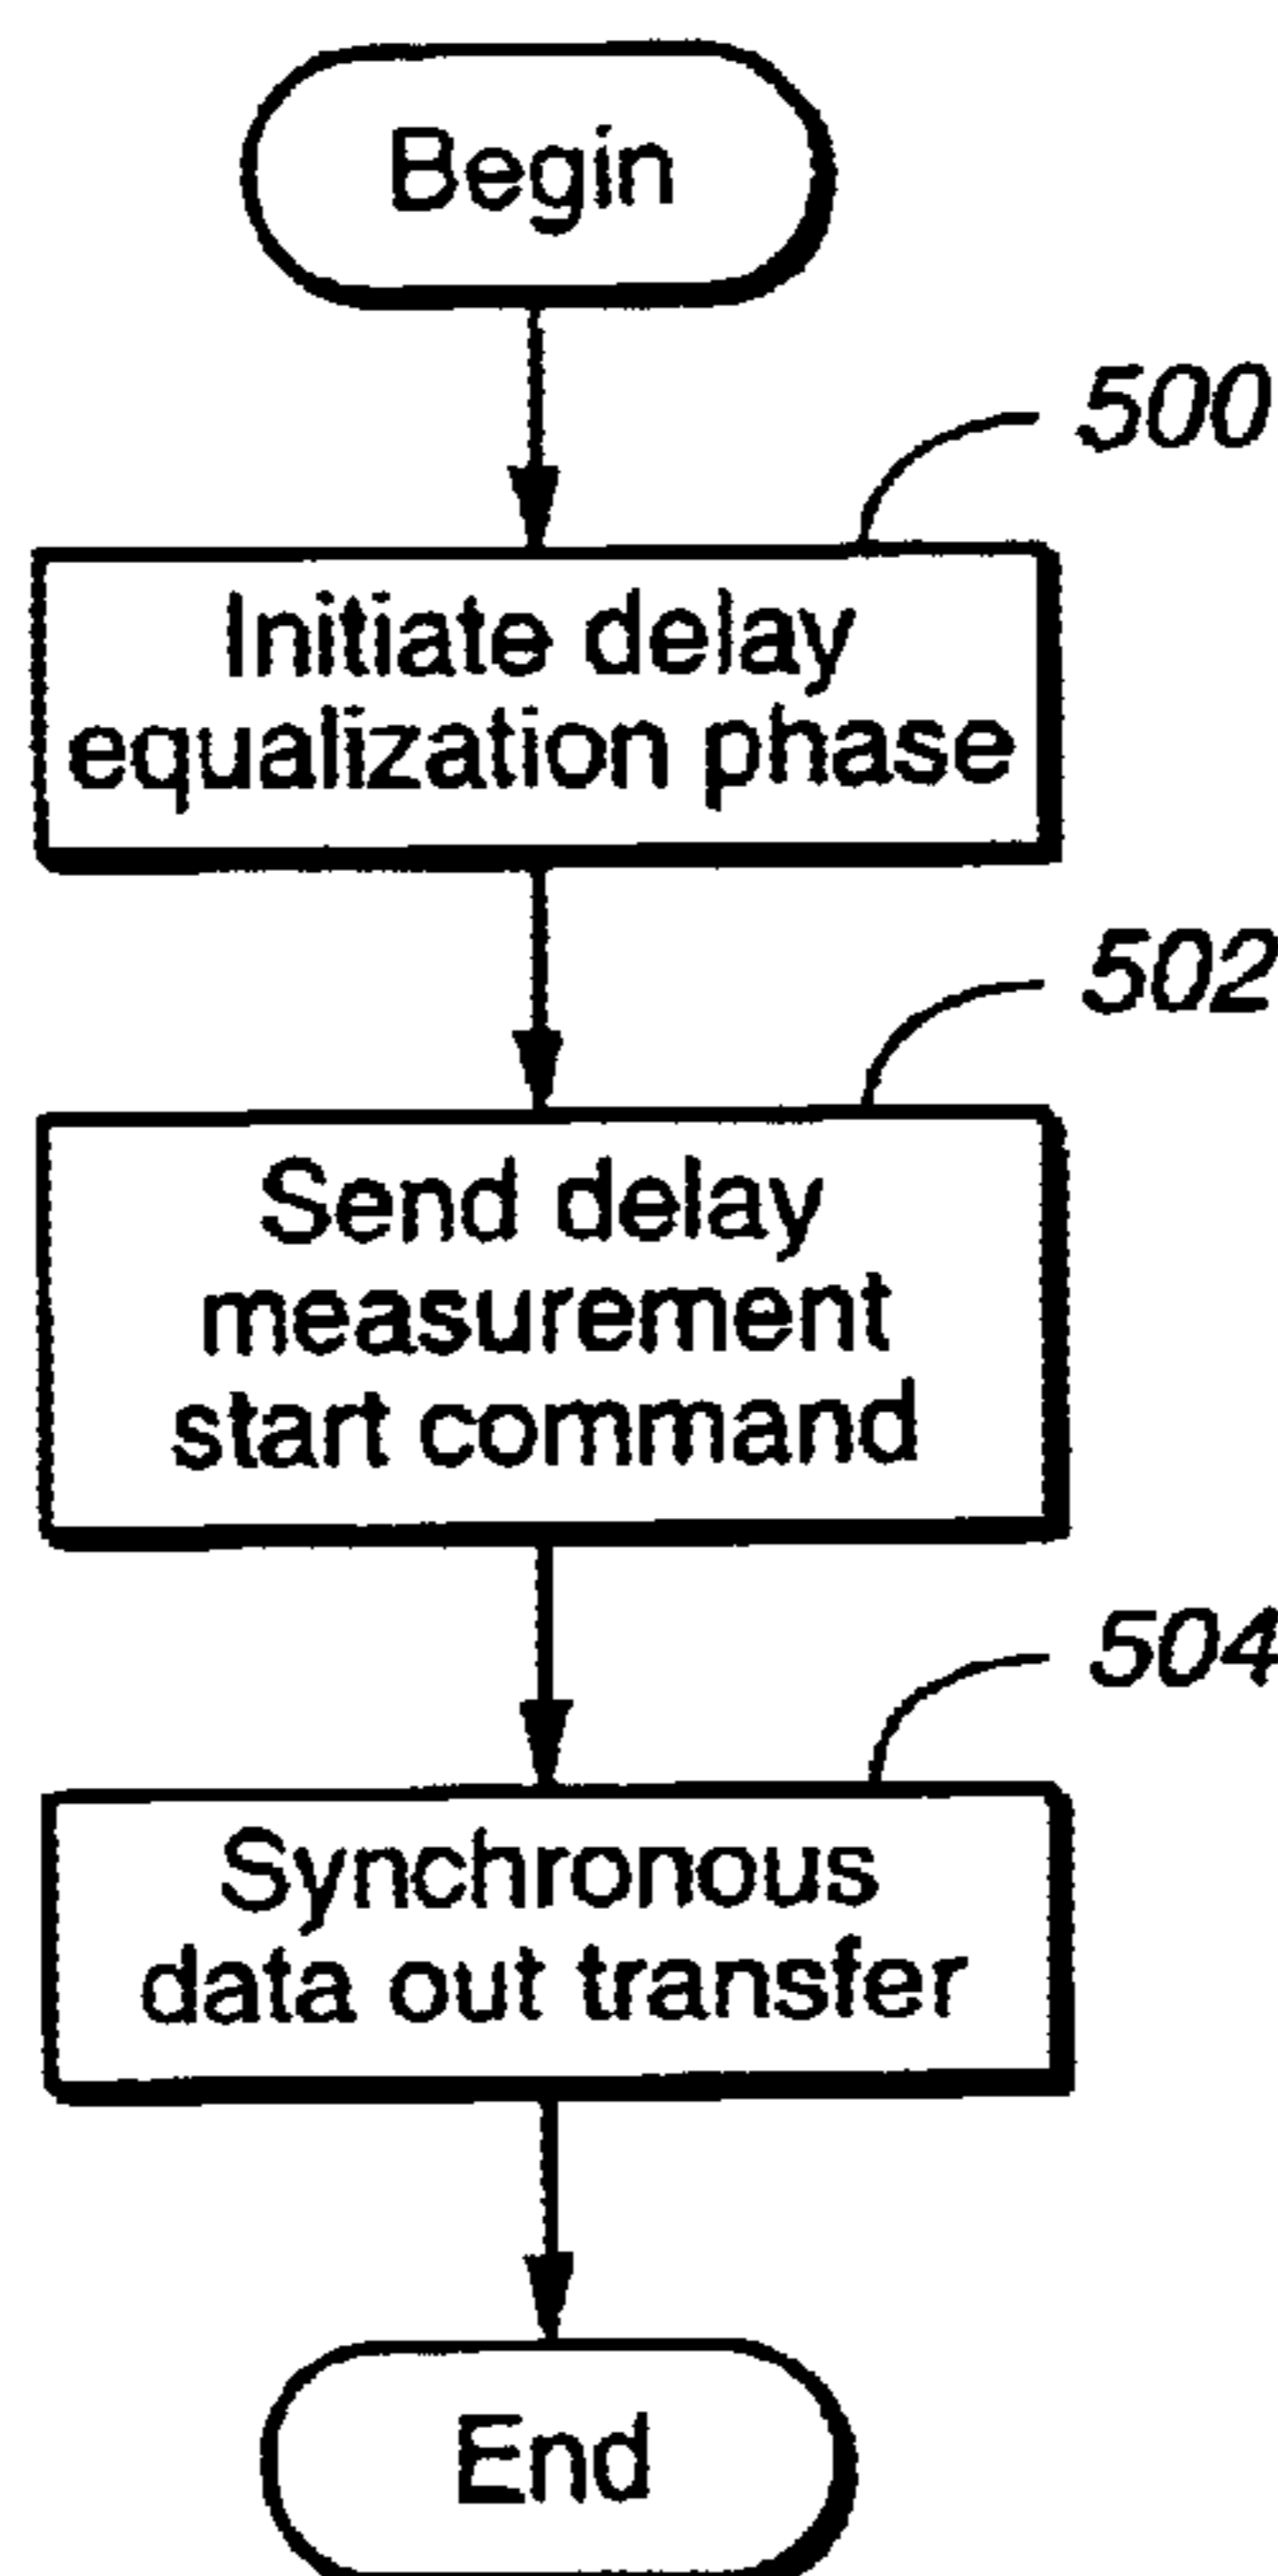 Begin
500
Initiate delay
equalization phase
502
Send delay
measurement
start command
504
Synchronous
data out transfer
End